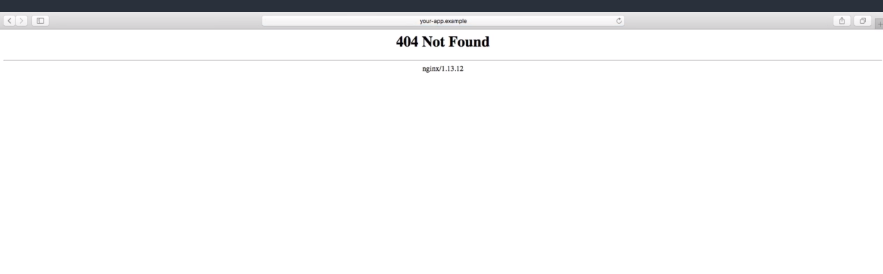 your-app.example
404 Not Found
nginx/1.13.12